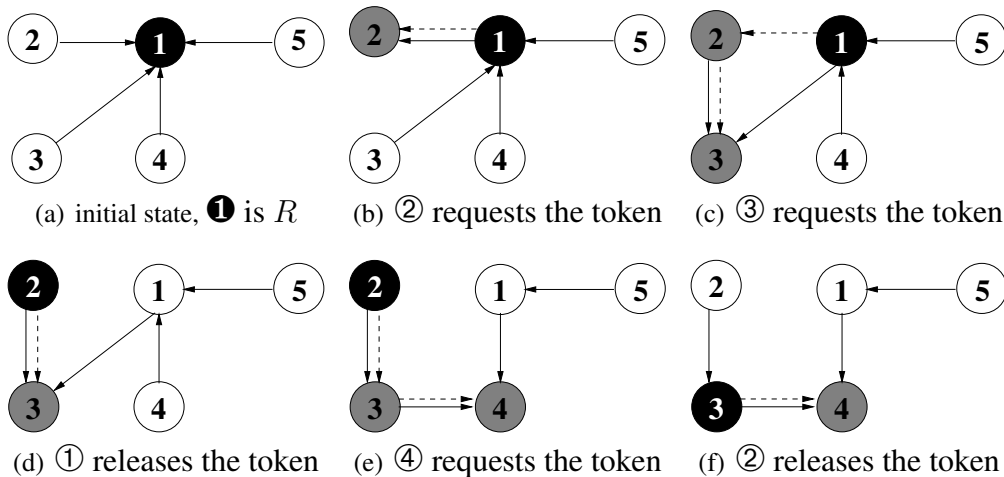 2 1 5 3 4
(a) initial state, ❶ is R
2 1 5 3 4
(b) ② requests the token
2 1 5 3 4
(c) ③ requests the token
2 1 5 3 4
(d) ① releases the token
2 1 5 3 4
(e) ④ requests the token
2 1 5 3 4
(f) ② releases the token